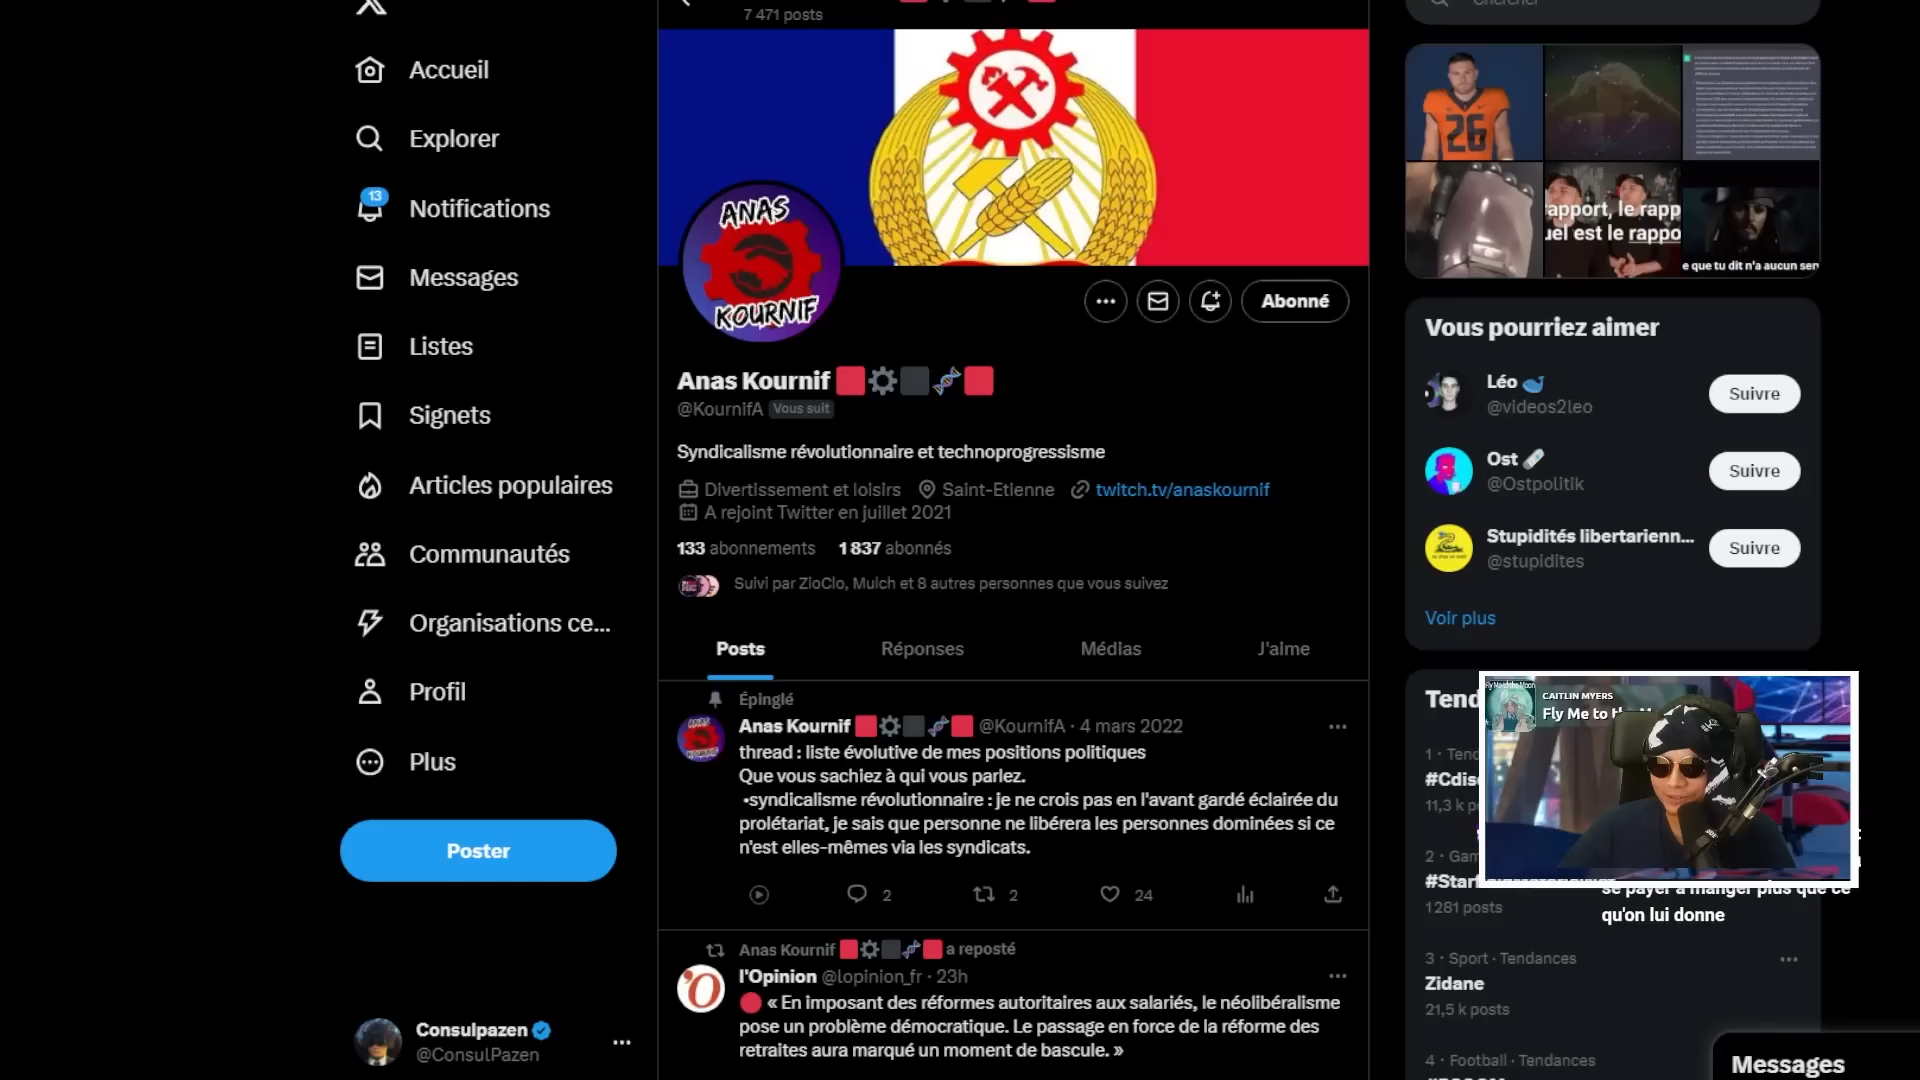 7 471 posts
Accueil
Explorer
13
Notifications
Messages
Listes
Signets
Articles populaires
Communautés
Organisations ce...
Profil
Plus
Poster
Consulpazen
@ConsulPazen
ANAS
KOURNIF
Abonné
Anas Kournif
@KournifA Vous suit
Syndicalisme révolutionnaire et technoprogressisme
Divertissement et loisirs Saint-Etienne twitch.tv/anaskournif
A rejoint Twitter en juillet 2021
133 abonnements 1 837 abonnés
Suivi par ZioClo, Mulch et 8 autres personnes que vous suivez
Posts Réponses Médias J'aime
Épinglé
Anas Kournif @KournifA · 4 mars 2022
thread : liste évolutive de mes positions politiques
Que vous sachiez à qui vous parlez.
•syndicalisme révolutionnaire : je ne crois pas en l'avant gardé éclairée du
prolétariat, je sais que personne ne libérera les personnes dominées si ce
n'est elles-mêmes via les syndicats.
2 2 24
Anas Kournif a reposté
l'Opinion @lopinion_fr · 23h
« En imposant des réformes autoritaires aux salariés, le néolibéralisme
pose un problème démocratique. Le passage en force de la réforme des
retraites aura marqué un moment de bascule. »
Chercher
26
rapport, le rapp
uel est le rappo
e que tu dit n'a aucun ser
Vous pourriez aimer
Léo
@videos2leo
Suivre
Ost
@Ostpolitik
Suivre
Stupidités libertarienn...
@stupidites
Suivre
Voir plus
Tend
1 · Tend
#Cdis
11,3 k p
2 · Gam
#Starf
1 281 posts
CAITLIN MYERS
Fly Me to th
se payer à manger plus que ce
qu'on lui donne
3 · Sport · Tendances
Zidane
21,5 k posts
4 · Football · Tendances
Messages